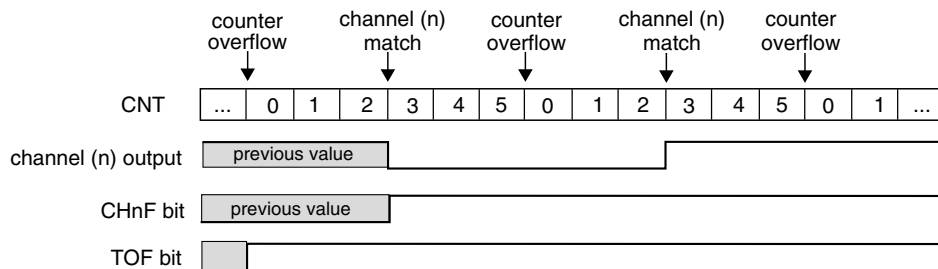 counter overflow
channel (n) match
counter overflow
channel (n) match
counter overflow
CNT ... 0 1 2 3 4 5 0 1 2 3 4 5 0 1 ...
channel (n) output previous value
CHnF bit previous value
TOF bit